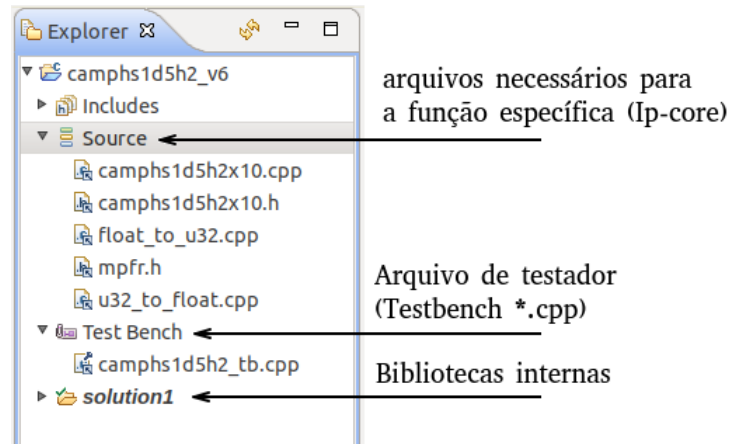 Explorer
camphs1d5h2_v6
Includes
Source
camphs1d5h2x10.cpp
camphs1d5h2x10.h
float_to_u32.cpp
mpfr.h
u32_to_float.cpp
Test Bench
camphs1d5h2_tb.cpp
solution1
arquivos necessários para
a função específica (Ip-core)
Arquivo de testador
(Testbench *.cpp)
Bibliotecas internas